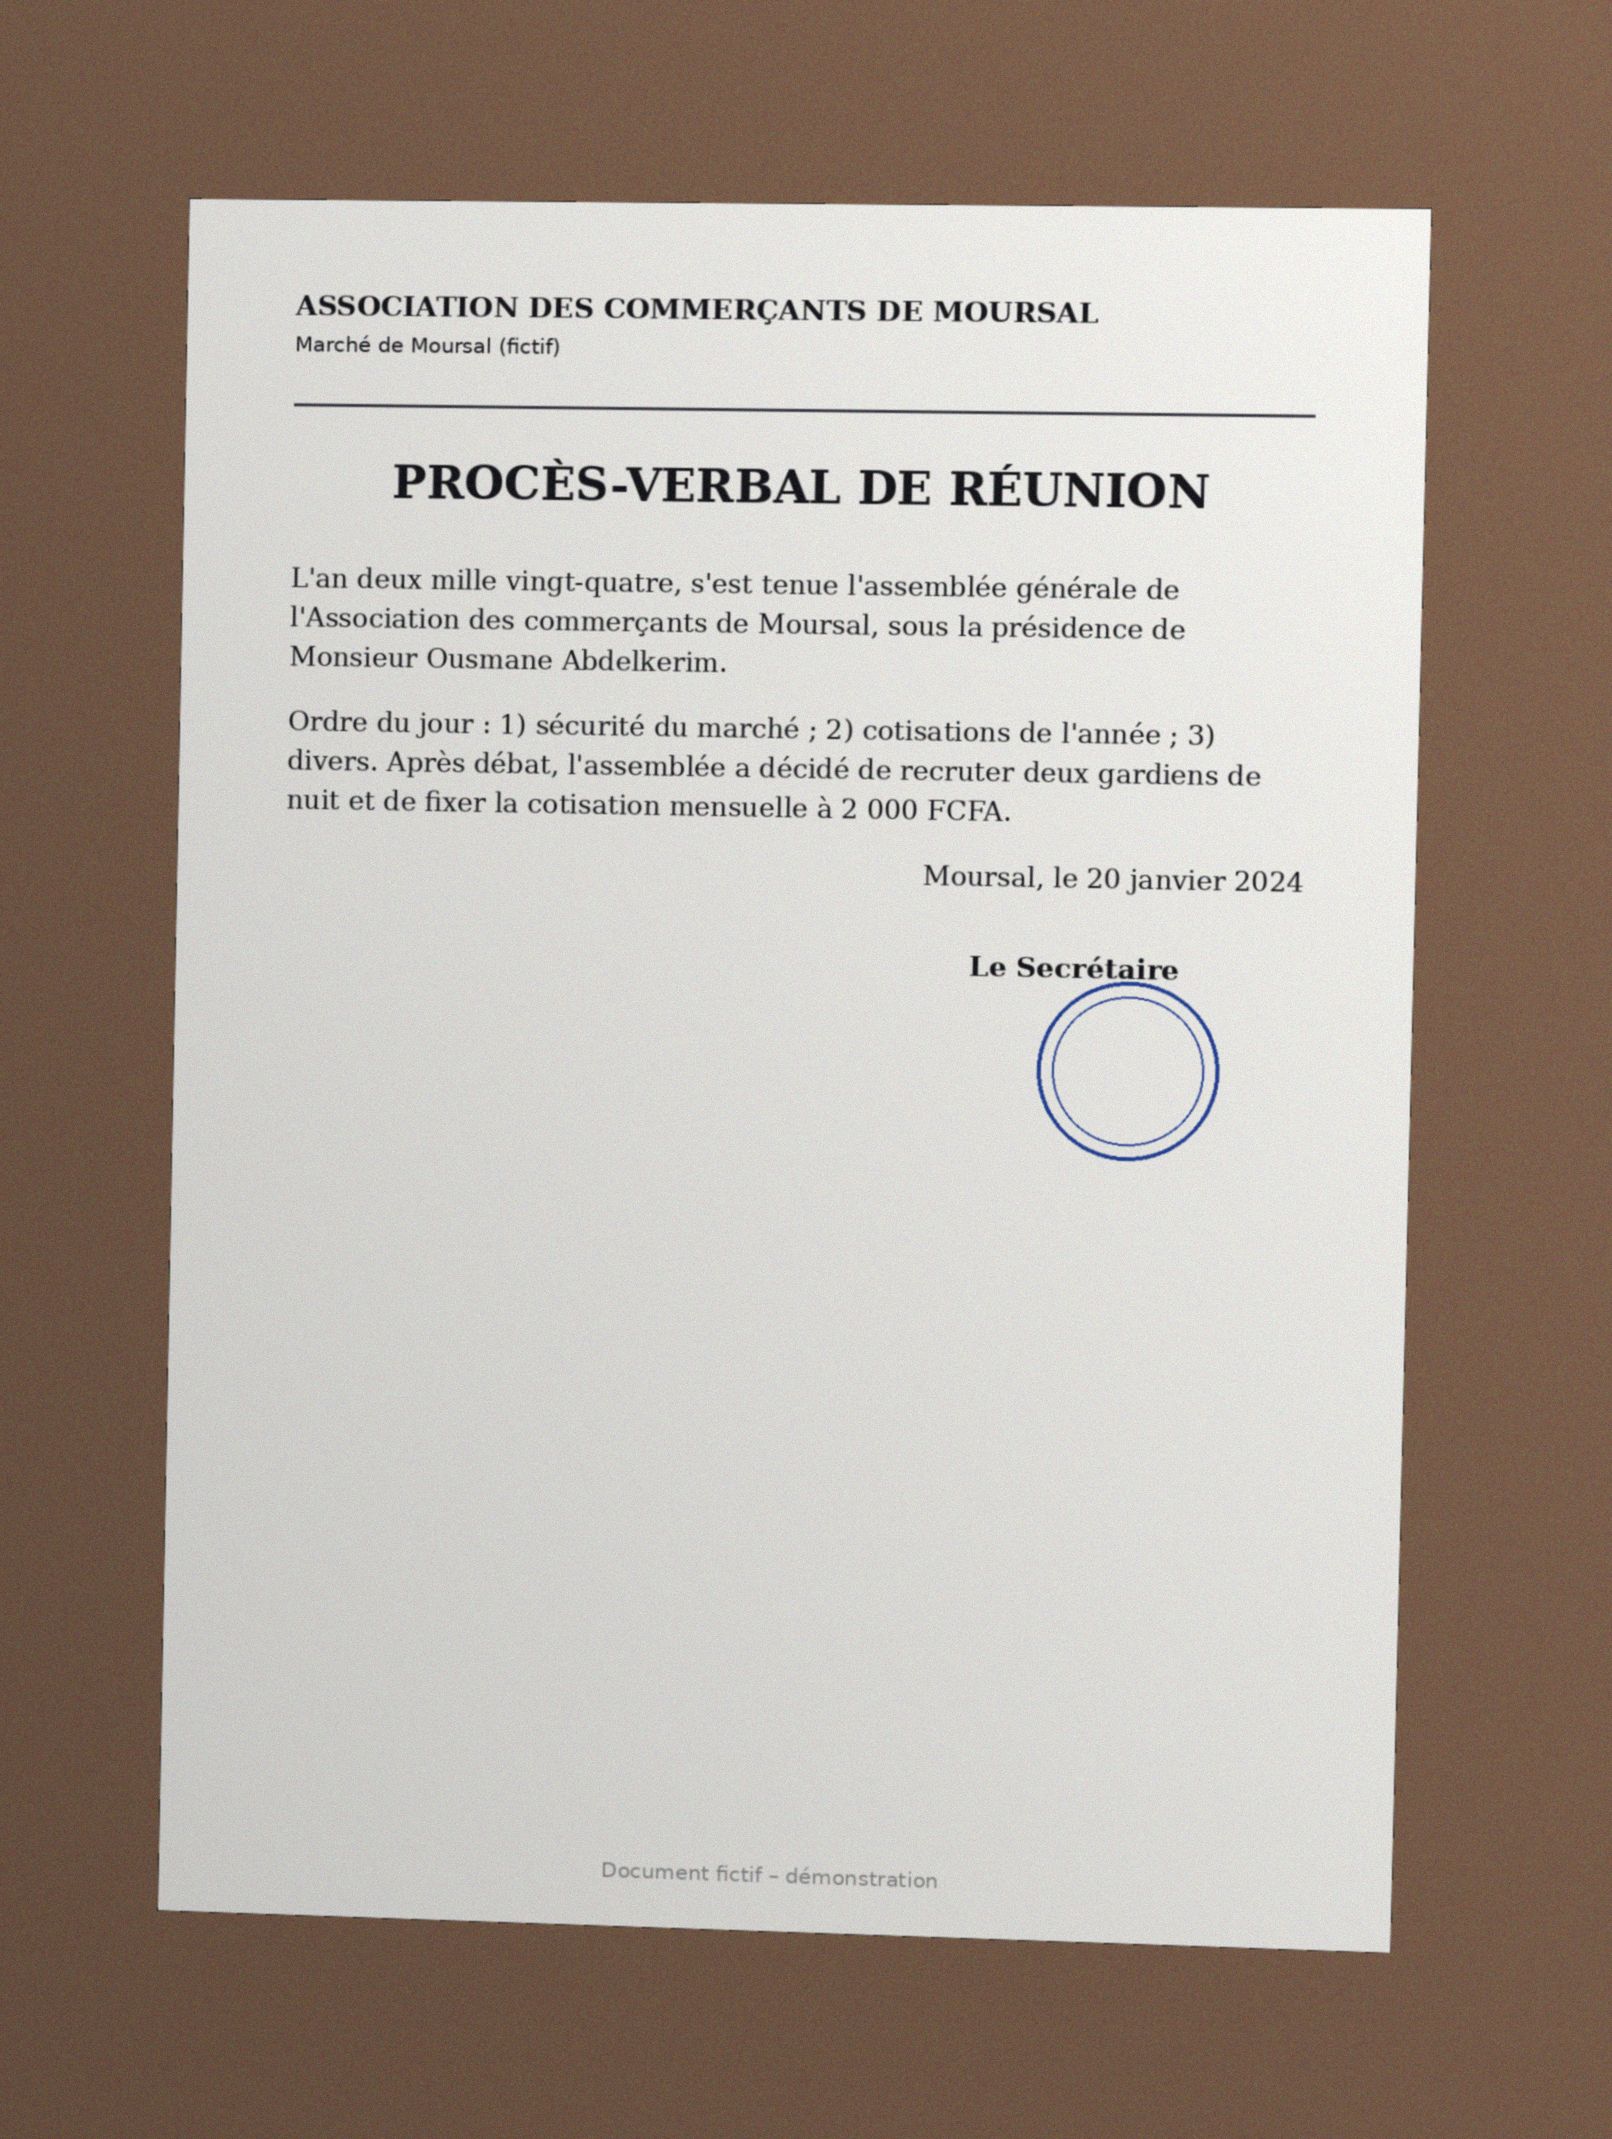 ASSOCIATION DES COMMERÇANTS DE MOURSAL
Marché de Moursal (fictif)
PROCÈS-VERBAL DE RÉUNION
L'an deux mille vingt-quatre, s'est tenue l'assemblée générale de
l'Association des commerçants de Moursal, sous la présidence de
Monsieur Ousmane Abdelkerim.
Ordre du jour : 1) sécurité du marché ; 2) cotisations de l'année ; 3)
divers. Après débat, l'assemblée a décidé de recruter deux gardiens de
nuit et de fixer la cotisation mensuelle à 2 000 FCFA.
Moursal, le 20 janvier 2024
Le Secrétaire
Document fictif – démonstration